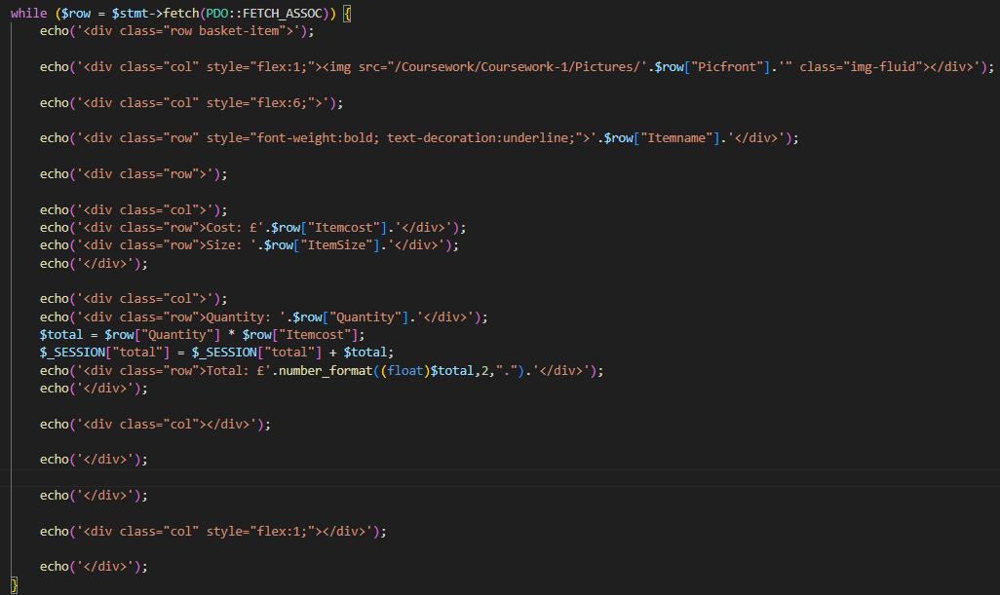 while ($row = $stmt->fetch(PDO::FETCH_ASSOC)) {
    echo('<div class="row basket-item">');

    echo('<div class="col" style="flex:1;"><img src="/Coursework/Coursework-1/Pictures/'.$row["Picfront"].'" class="img-fluid"></div>');

    echo('<div class="col" style="flex:6;">');

    echo('<div class="row" style="font-weight:bold; text-decoration:underline;">'.$row["Itemname"].'</div>');

    echo('<div class="row">');

    echo('<div class="col">');
    echo('<div class="row">Cost: £'.$row["Itemcost"].'</div>');
    echo('<div class="row">Size: '.$row["ItemSize"].'</div>');
    echo('</div>');

    echo('<div class="col">');
    echo('<div class="row">Quantity: '.$row["Quantity"].'</div>');
    $total = $row["Quantity"] * $row["Itemcost"];
    $_SESSION["total"] = $_SESSION["total"] + $total;
    echo('<div class="row">Total: £'.number_format((float)$total,2,".").'</div>');
    echo('</div>');

    echo('<div class="col"></div>');

    echo('</div>');

    echo('</div>');

    echo('<div class="col" style="flex:1;"></div>');

    echo('</div>');
}